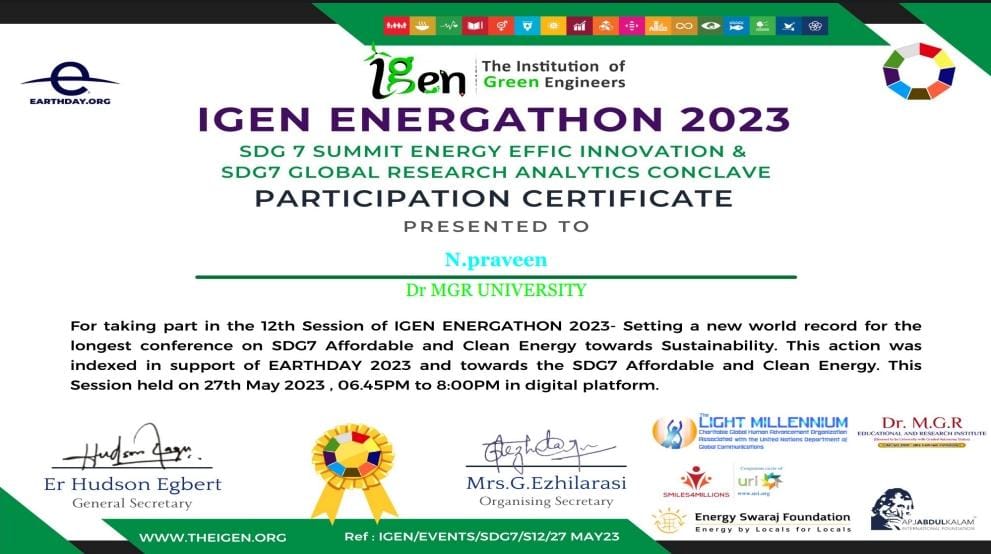 EARTHDAY.ORG
igen
The Institution of
Green Engineers
IGEN ENERGATHON 2023
SDG 7 SUMMIT ENERGY EFFIC INNOVATION &
SDG7 GLOBAL RESEARCH ANALYTICS CONCLAVE
PARTICIPATION CERTIFICATE
PRESENTED TO
N.praveen
Dr MGR UNIVERSITY
For taking part in the 12th Session of IGEN ENERGATHON 2023- Setting a new world record for the
longest conference on SDG7 Affordable and Clean Energy towards Sustainability. This action was
indexed in support of EARTHDAY 2023 and towards the SDG7 Affordable and Clean Energy. This
Session held on 27th May 2023 , 06.45PM to 8:00PM in digital platform.
Er Hudson Egbert
General Secretary
Mrs.G.Ezhilarasi
Organising Secretary
The
LIGHT MILLENNIUM
Charitable Global Human Advancement Organization
Associated with the United Nations Department of
Global Communications
Dr. M.G.R
EDUCATIONAL AND RESEARCH INSTITUTE
SMILES4MILLIONS
Cooperation circle of
uri
www.uri.org
Energy Swaraj Foundation
Energy by Locals for Locals
APJ ABDUL KALAM
INTERNATIONAL FOUNDATION
WWW.THEIGEN.ORG
Ref : IGEN/EVENTS/SDG7/S12/27 MAY23